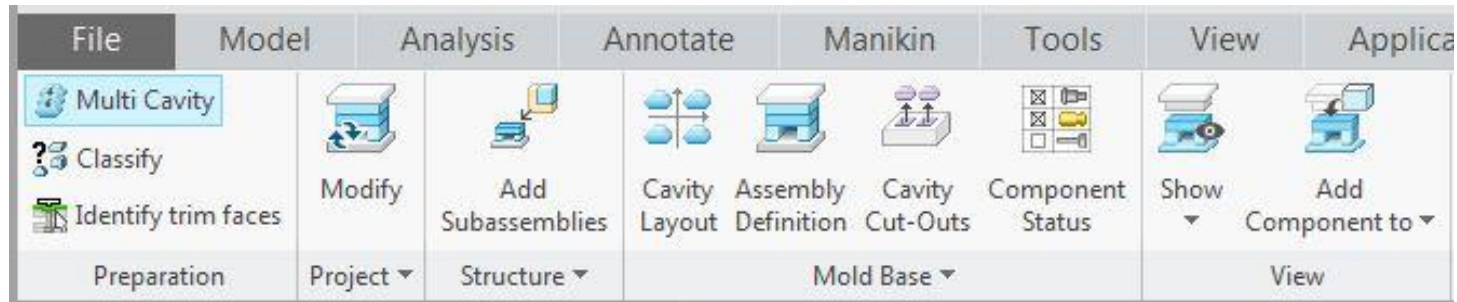 File Model Analysis Annotate Manikin Tools View Applica
Multi Cavity
Classify
Identify trim faces
Modify
Add
Subassemblies
Cavity
Layout
Assembly
Definition
Cavity
Cut-Outs
Component
Status
Show
Add
Component to
Preparation Project Structure Mold Base View